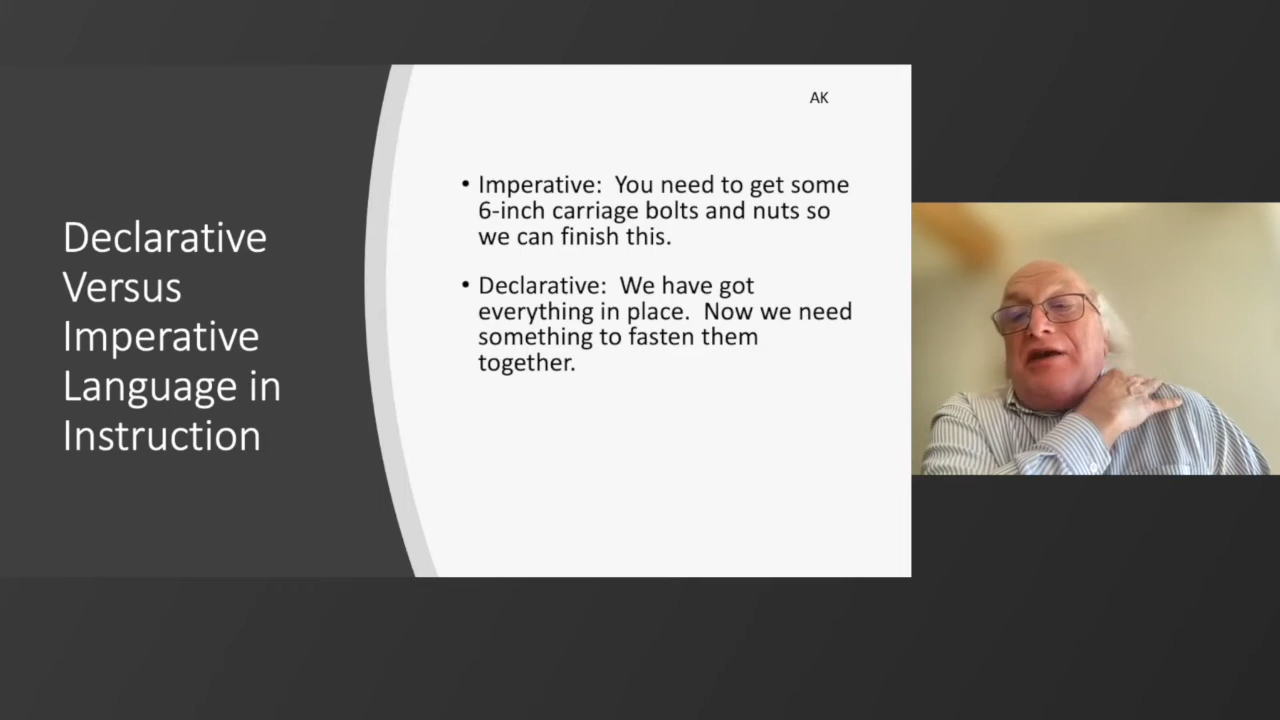 AK
Declarative
Versus
Imperative
Language in
Instruction
• Imperative:  You need to get some
6-inch carriage bolts and nuts so
we can finish this.
• Declarative:  We have got
everything in place.  Now we need
something to fasten them
together.